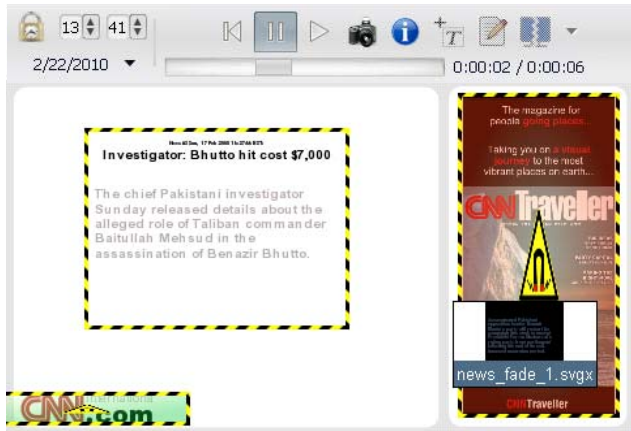 13 41
2/22/2010
0:00:02 / 0:00:06
Investigator: Bhutto hit cost $7,000
The chief Pakistani investigator
Sunday released details about the
alleged role of Taliban commander
Baitullah Mehsud in the
assassination of Benazir Bhutto.
CNN.com
International
The magazine for
people going places...
Taking you on a visual
journey to the most
vibrant places on earth...
CNN Traveller
news_fade_1.svgx
CNN Traveller